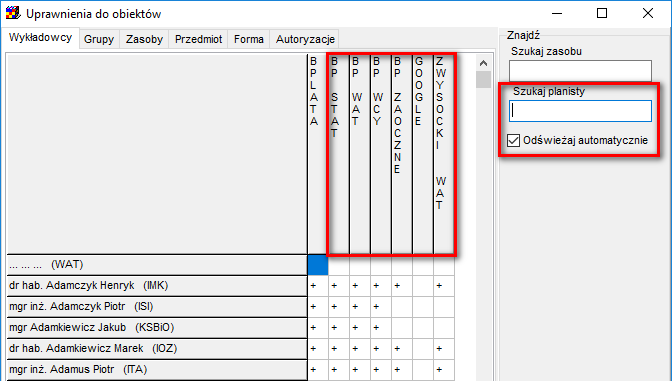 Uprawnienia do obiektów
Wykładowcy Grupy Zasoby Przedmiot Forma Autoryzacje
BPLATA
BP STAT
BP WAT
BP WCY
BP ZAOCZNE
GOOGLE
ZWYSOCKI WAT
... ... ... (WAT)
dr hab. Adamczyk Henryk (IMK) + + + + + +
mgr inż. Adamczyk Piotr (ISI) + + + +
mgr Adamkiewicz Jakub (KSBiO) + + + +
dr hab. Adamkiewicz Marek (IOZ) + + + + + +
mgr inż. Adamus Piotr (ITA) + + + + + +
Znajdź
Szukaj zasobu
Szukaj planisty
Odświeżaj automatycznie